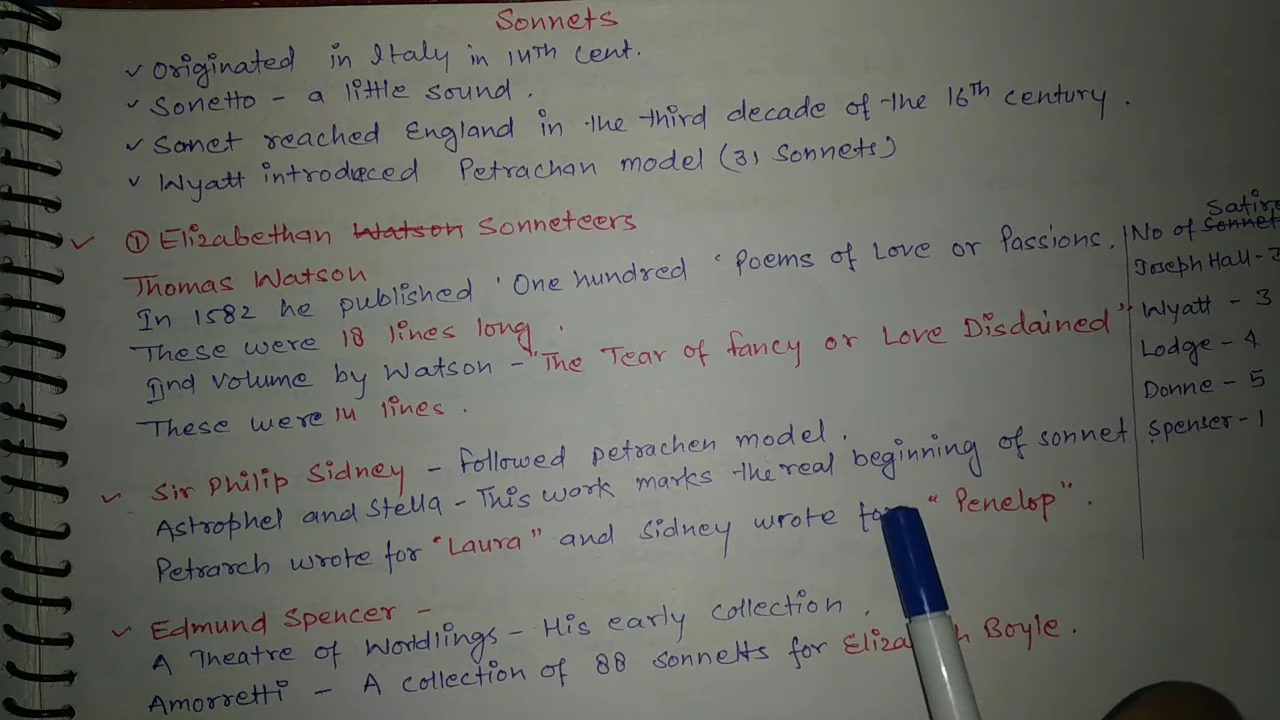 Sonnets
✓ Originated in Italy in 14th cent.
✓ Sonetto - a little sound.
✓ Sonnet reached England in the third decade of the 16th century.
✓ Wyatt introduced Petrachan model (31 Sonnets)
✓ ① Elizabethan Watson Sonneteers
Thomas Watson
In 1582 he published 'One hundred 'Poems of Love or Passions.
These were 18 lines long.
IInd volume by Watson - "The Tear of fancy or Love Disdained"
These were 14 lines.
✓ Sir Philip Sidney - Followed petrachen model.
Astrophel and Stella - This work marks the real beginning of sonnet
Petrarch wrote for "Laura" and Sidney wrote for "Penelop".
✓ Edmund Spencer -
A Theatre of Worldlings - His early collection.
Amorretti - A collection of 88 sonnetts for Boyle.
Satire
No of Sonnet
Joseph Hall -
Wyatt - 3
Lodge - 4
Donne - 5
Spenser - 1